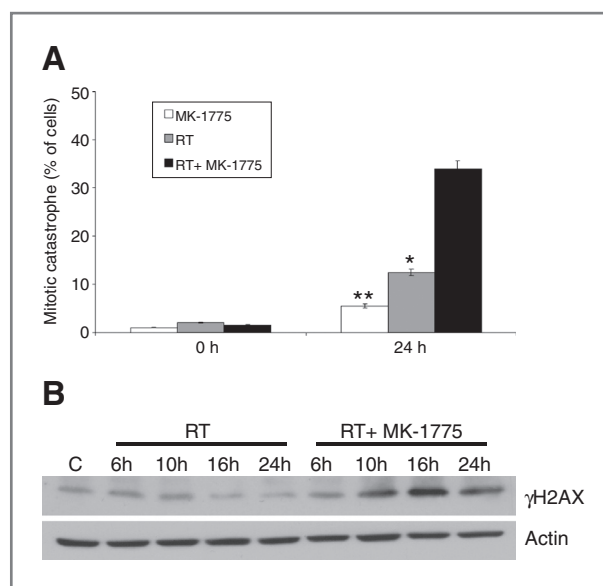 A
Mitotic catastrophe (% of cells)
50
40
30
20
10
0
MK-1775
RT
RT+ MK-1775
**
*
0 h 24 h
B
RT RT+ MK-1775
C 6h 10h 16h 24h 6h 10h 16h 24h
γH2AX
Actin